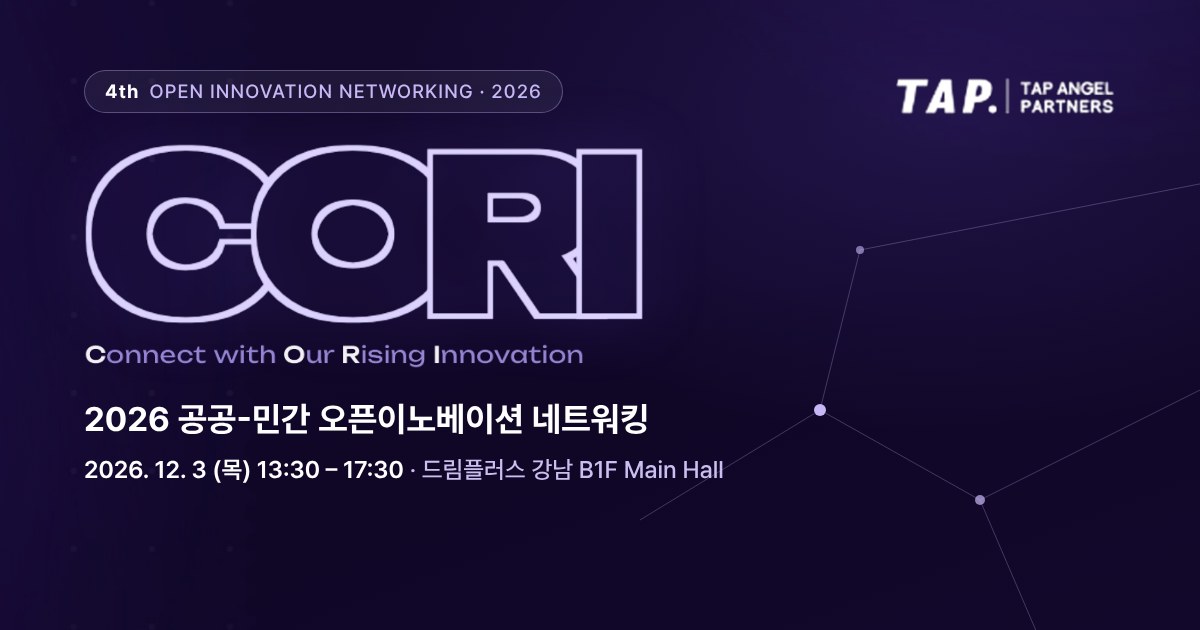 4th OPEN INNOVATION NETWORKING · 2026
TAP. | TAP ANGEL
PARTNERS
CORI
Connect with Our Rising Innovation
2026 공공-민간 오픈이노베이션 네트워킹
2026. 12. 3 (목) 13:30 – 17:30 · 드림플러스 강남 B1F Main Hall